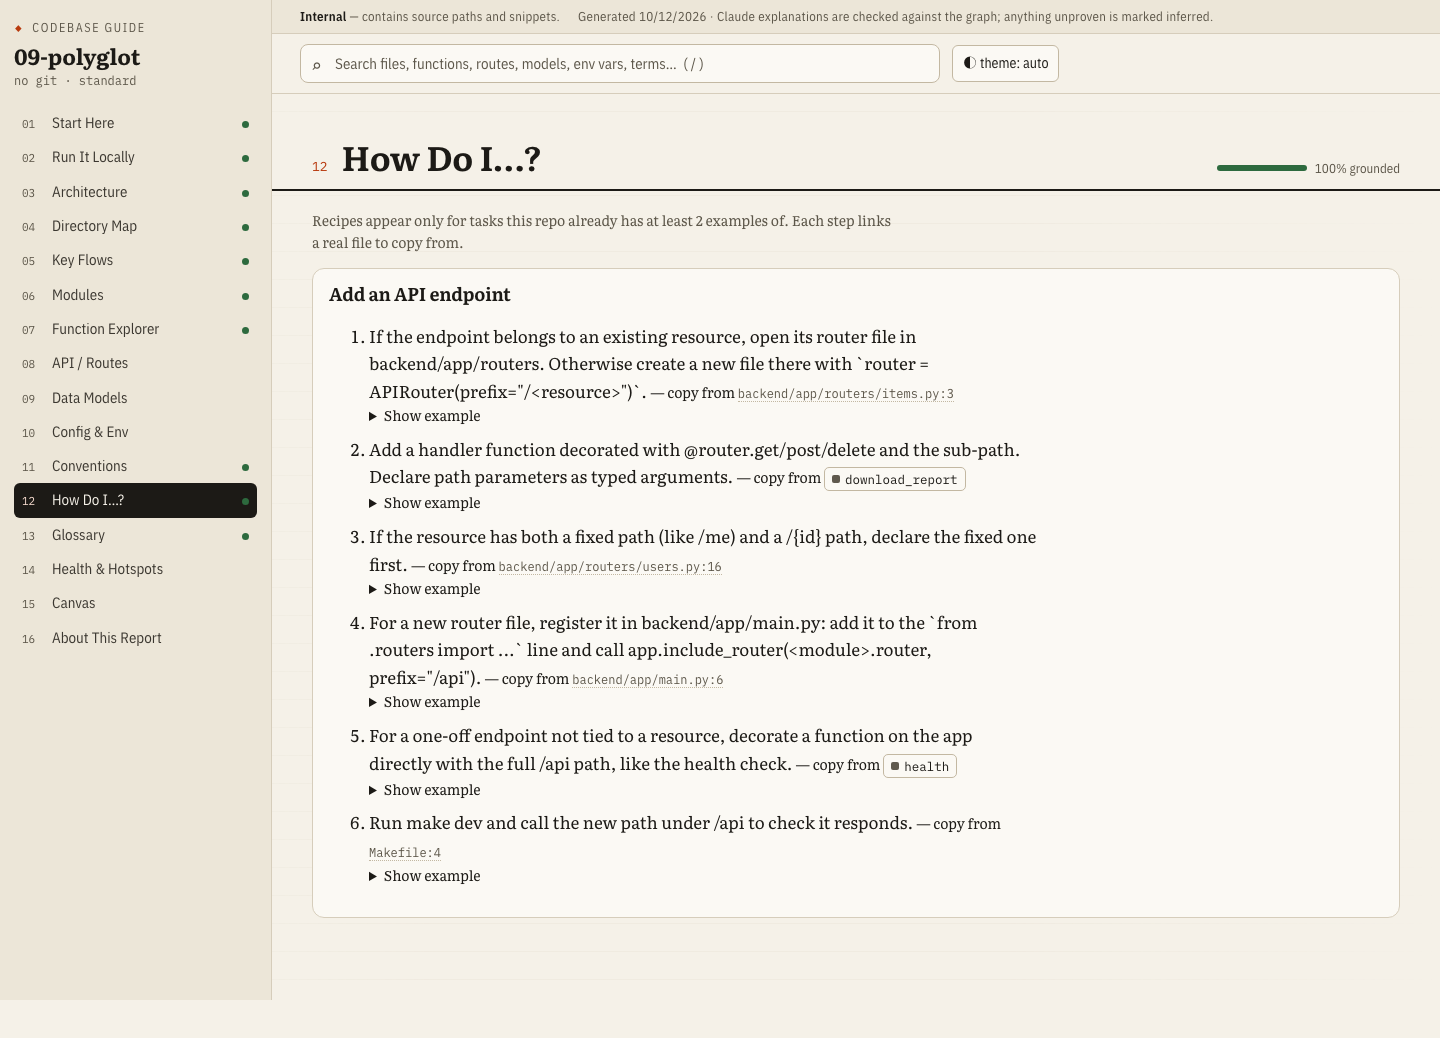 ◆ CODEBASE GUIDE
09-polyglot
no git · standard
01 Start Here
02 Run It Locally
03 Architecture
04 Directory Map
05 Key Flows
06 Modules
07 Function Explorer
08 API / Routes
09 Data Models
10 Config & Env
11 Conventions
12 How Do I…?
13 Glossary
14 Health & Hotspots
15 Canvas
16 About This Report
Internal — contains source paths and snippets. Generated 10/12/2026 · Claude explanations are checked against the graph; anything unproven is marked inferred.
Search files, functions, routes, models, env vars, terms… (/)
theme: auto
12 How Do I…?
100% grounded
Recipes appear only for tasks this repo already has at least 2 examples of. Each step links
a real file to copy from.
Add an API endpoint
1. If the endpoint belongs to an existing resource, open its router file in
backend/app/routers. Otherwise create a new file there with `router =
APIRouter(prefix="/<resource>")`. — copy from backend/app/routers/items.py:3
▶ Show example
2. Add a handler function decorated with @router.get/post/delete and the sub-path.
Declare path parameters as typed arguments. — copy from download_report
▶ Show example
3. If the resource has both a fixed path (like /me) and a /{id} path, declare the fixed one
first. — copy from backend/app/routers/users.py:16
▶ Show example
4. For a new router file, register it in backend/app/main.py: add it to the `from
.routers import ...` line and call app.include_router(<module>.router,
prefix="/api"). — copy from backend/app/main.py:6
▶ Show example
5. For a one-off endpoint not tied to a resource, decorate a function on the app
directly with the full /api path, like the health check. — copy from health
▶ Show example
6. Run make dev and call the new path under /api to check it responds. — copy from
Makefile:4
▶ Show example